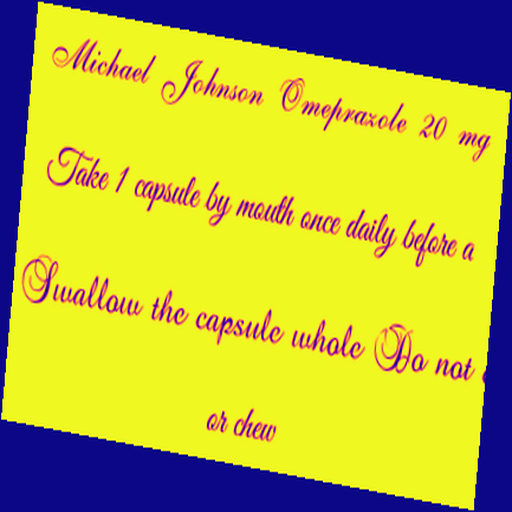 Michael Johnson Omeprazole 20 mg
Take 1 capsule by mouth once daily before a
Swallow the capsule whole Do not
or chew